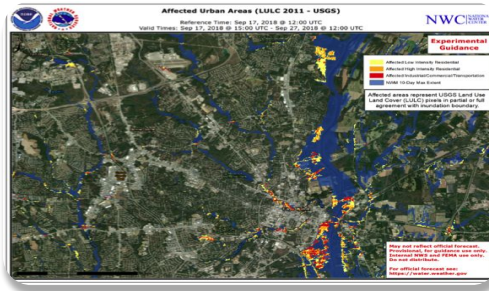 Affected Urban Areas (LULC 2011 - USGS)
Reference Time: Sep 17, 2018 @ 12:00 UTC
Valid Times: Sep 17, 2018 @ 15:00 UTC - Sep 27, 2018 @ 12:00 UTC
NWC NATIONAL WATER CENTER
Experimental
Guidance
Affected Low Intensity Residential
Affected High Intensity Residential
Affected Industrial/Commercial/Transportation
NWM 10-Day Max Extent
Affected areas represent USGS Land Use
Land Cover (LULC) pixels in partial or full
agreement with inundation boundary.
May not reflect official forecast.
Provisional, for guidance use only.
Internal NWS and FEMA use only.
Do not distribute.
For official forecast see:
https://water.weather.gov